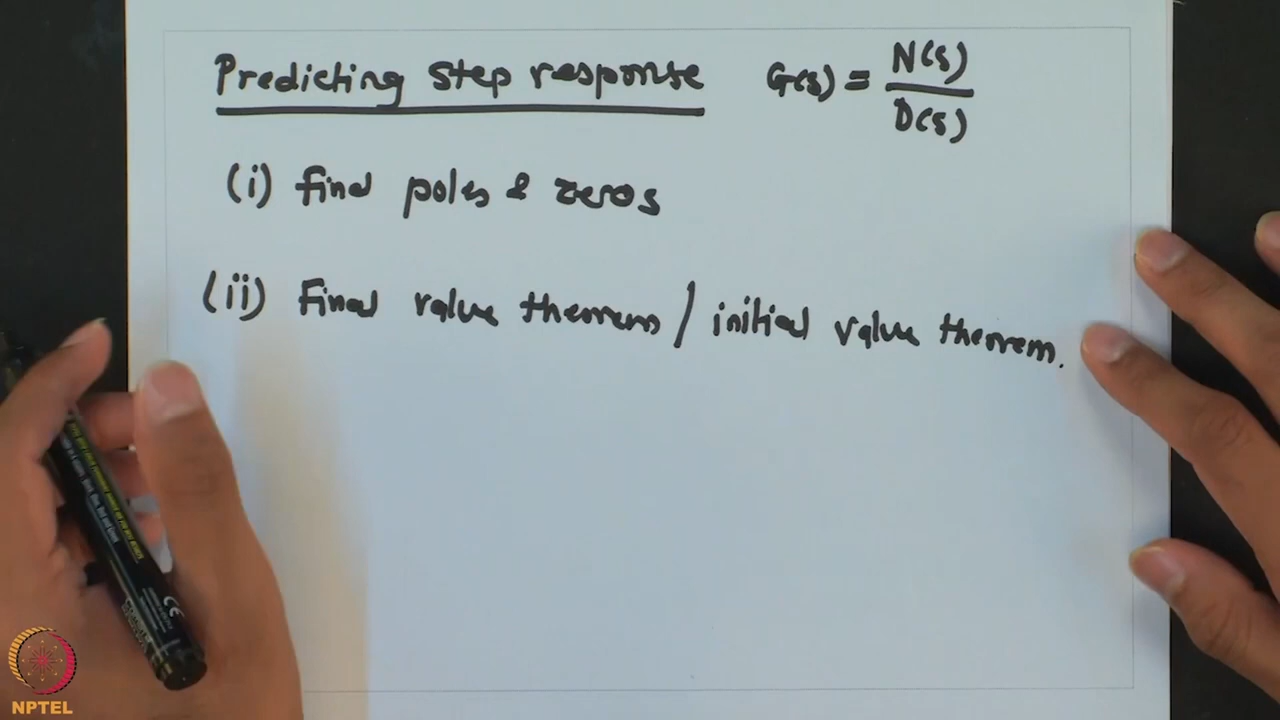 Predicting step response G(s) = N(s) / D(s)
(i) find poles & zeros
(ii) Final value theorem / initial value theorem.
NPTEL